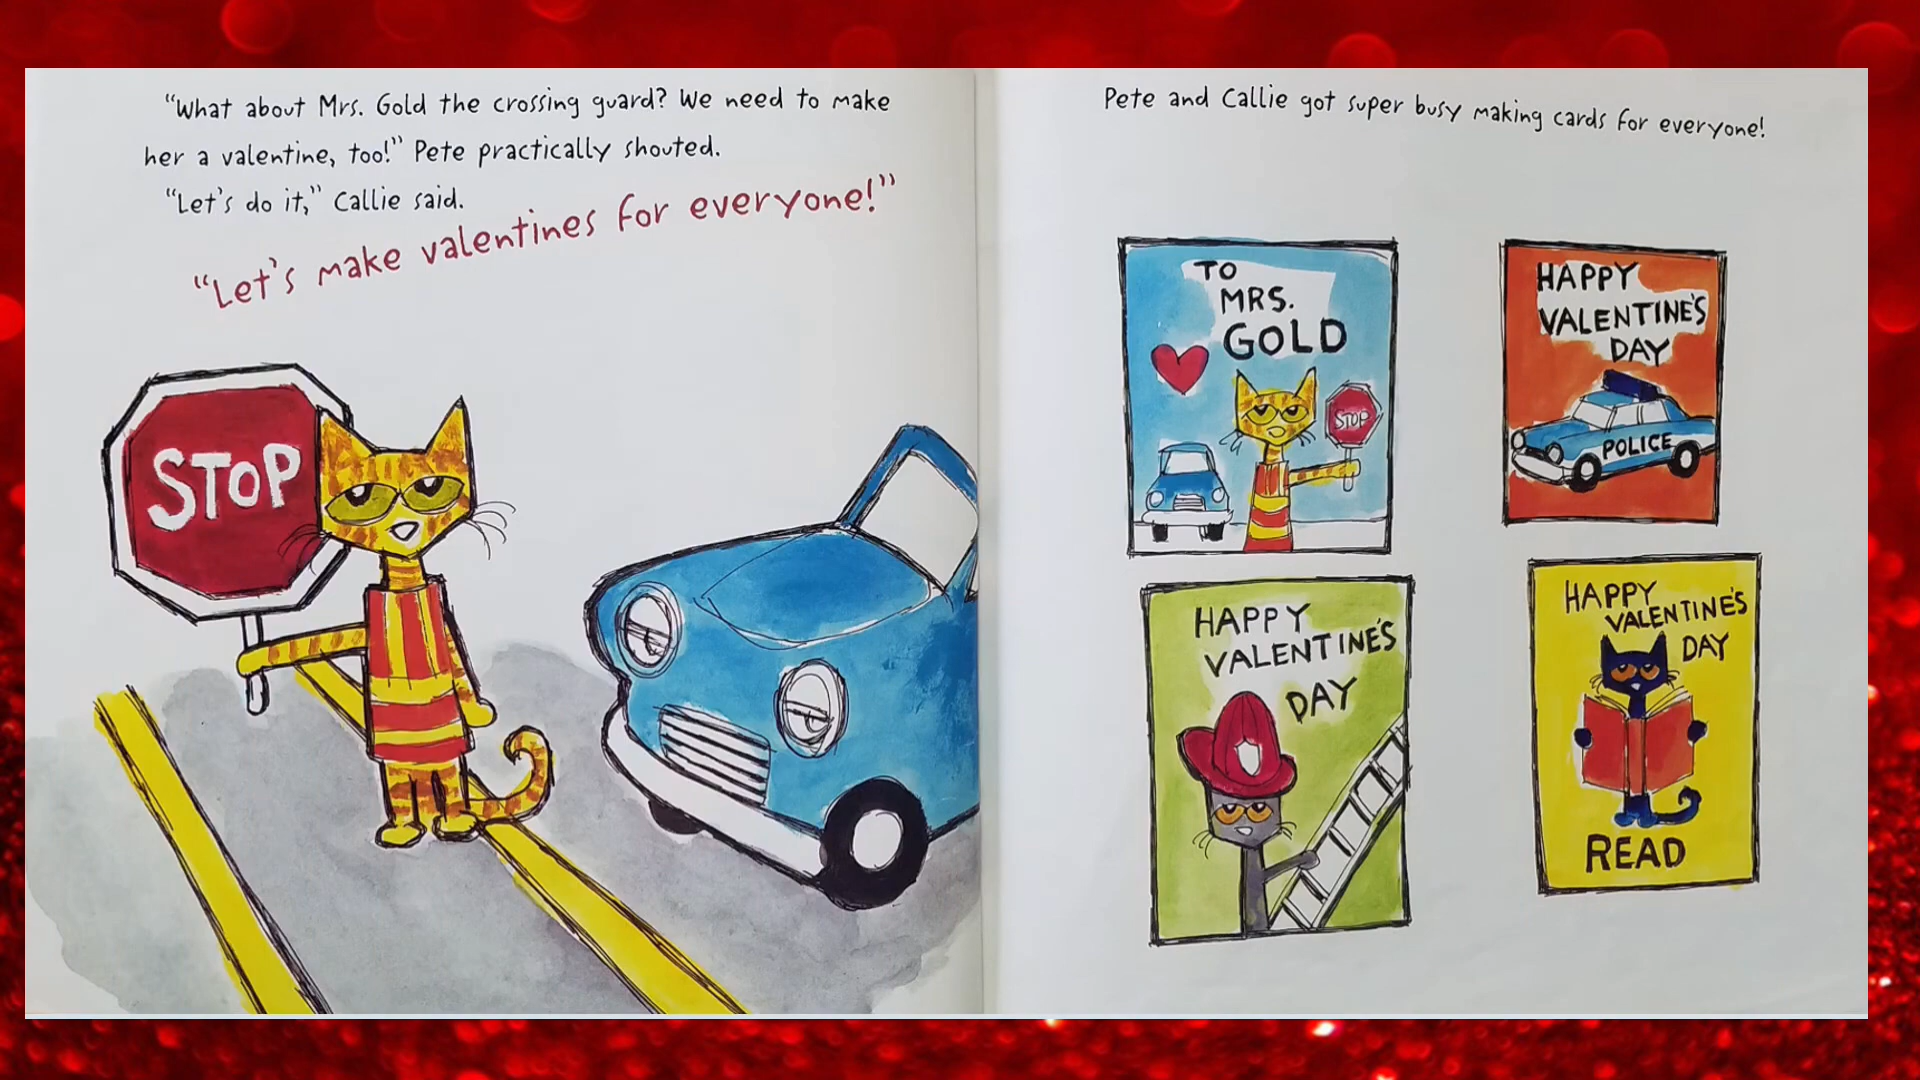 “What about Mrs. Gold the crossing guard? We need to make
her a valentine, too!” Pete practically shouted.
“Let's do it,” Callie said.
“Let's make valentines for everyone!”
STOP
Pete and Callie got super busy making cards for everyone!
TO
MRS.
GOLD
STOP
HAPPY
VALENTINE'S
DAY
POLICE
HAPPY
VALENTINE'S
DAY
HAPPY
VALENTINE'S
DAY
READ